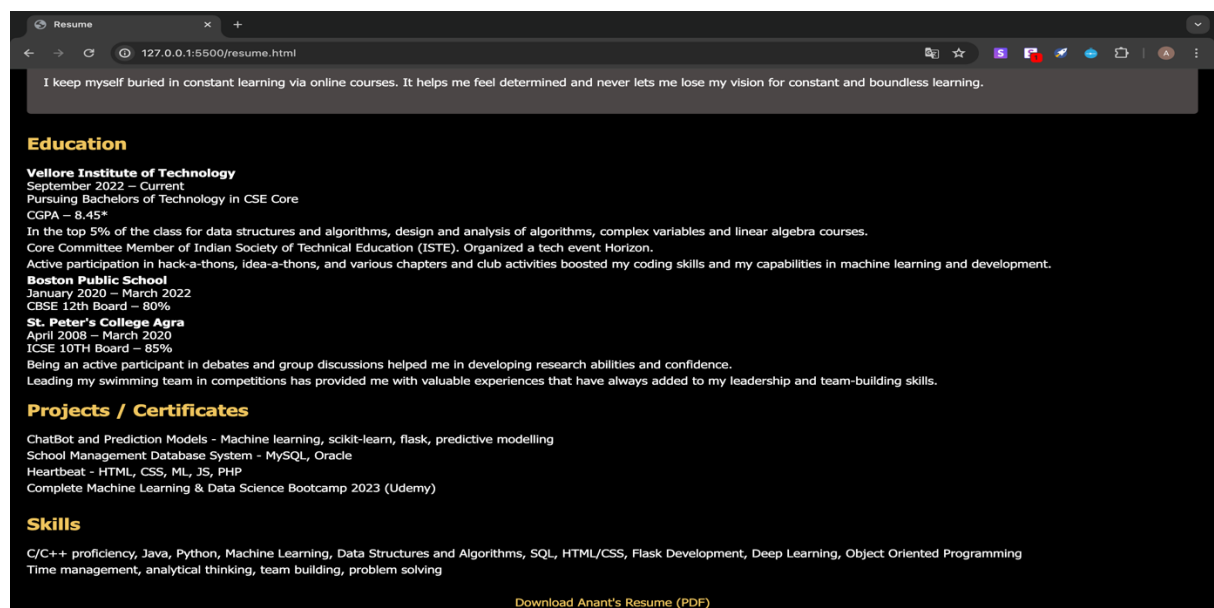 Resume
127.0.0.1:5500/resume.html
I keep myself buried in constant learning via online courses. It helps me feel determined and never lets me lose my vision for constant and boundless learning.
Education
Vellore Institute of Technology
September 2022 – Current
Pursuing Bachelors of Technology in CSE Core
CGPA – 8.45*
In the top 5% of the class for data structures and algorithms, design and analysis of algorithms, complex variables and linear algebra courses.
Core Committee Member of Indian Society of Technical Education (ISTE). Organized a tech event Horizon.
Active participation in hack-a-thons, idea-a-thons, and various chapters and club activities boosted my coding skills and my capabilities in machine learning and development.
Boston Public School
January 2020 – March 2022
CBSE 12th Board – 80%
St. Peter's College Agra
April 2008 – March 2020
ICSE 10TH Board – 85%
Being an active participant in debates and group discussions helped me in developing research abilities and confidence.
Leading my swimming team in competitions has provided me with valuable experiences that have always added to my leadership and team-building skills.
Projects / Certificates
ChatBot and Prediction Models - Machine learning, scikit-learn, flask, predictive modelling
School Management Database System - MySQL, Oracle
Heartbeat - HTML, CSS, ML, JS, PHP
Complete Machine Learning & Data Science Bootcamp 2023 (Udemy)
Skills
C/C++ proficiency, Java, Python, Machine Learning, Data Structures and Algorithms, SQL, HTML/CSS, Flask Development, Deep Learning, Object Oriented Programming
Time management, analytical thinking, team building, problem solving
Download Anant's Resume (PDF)